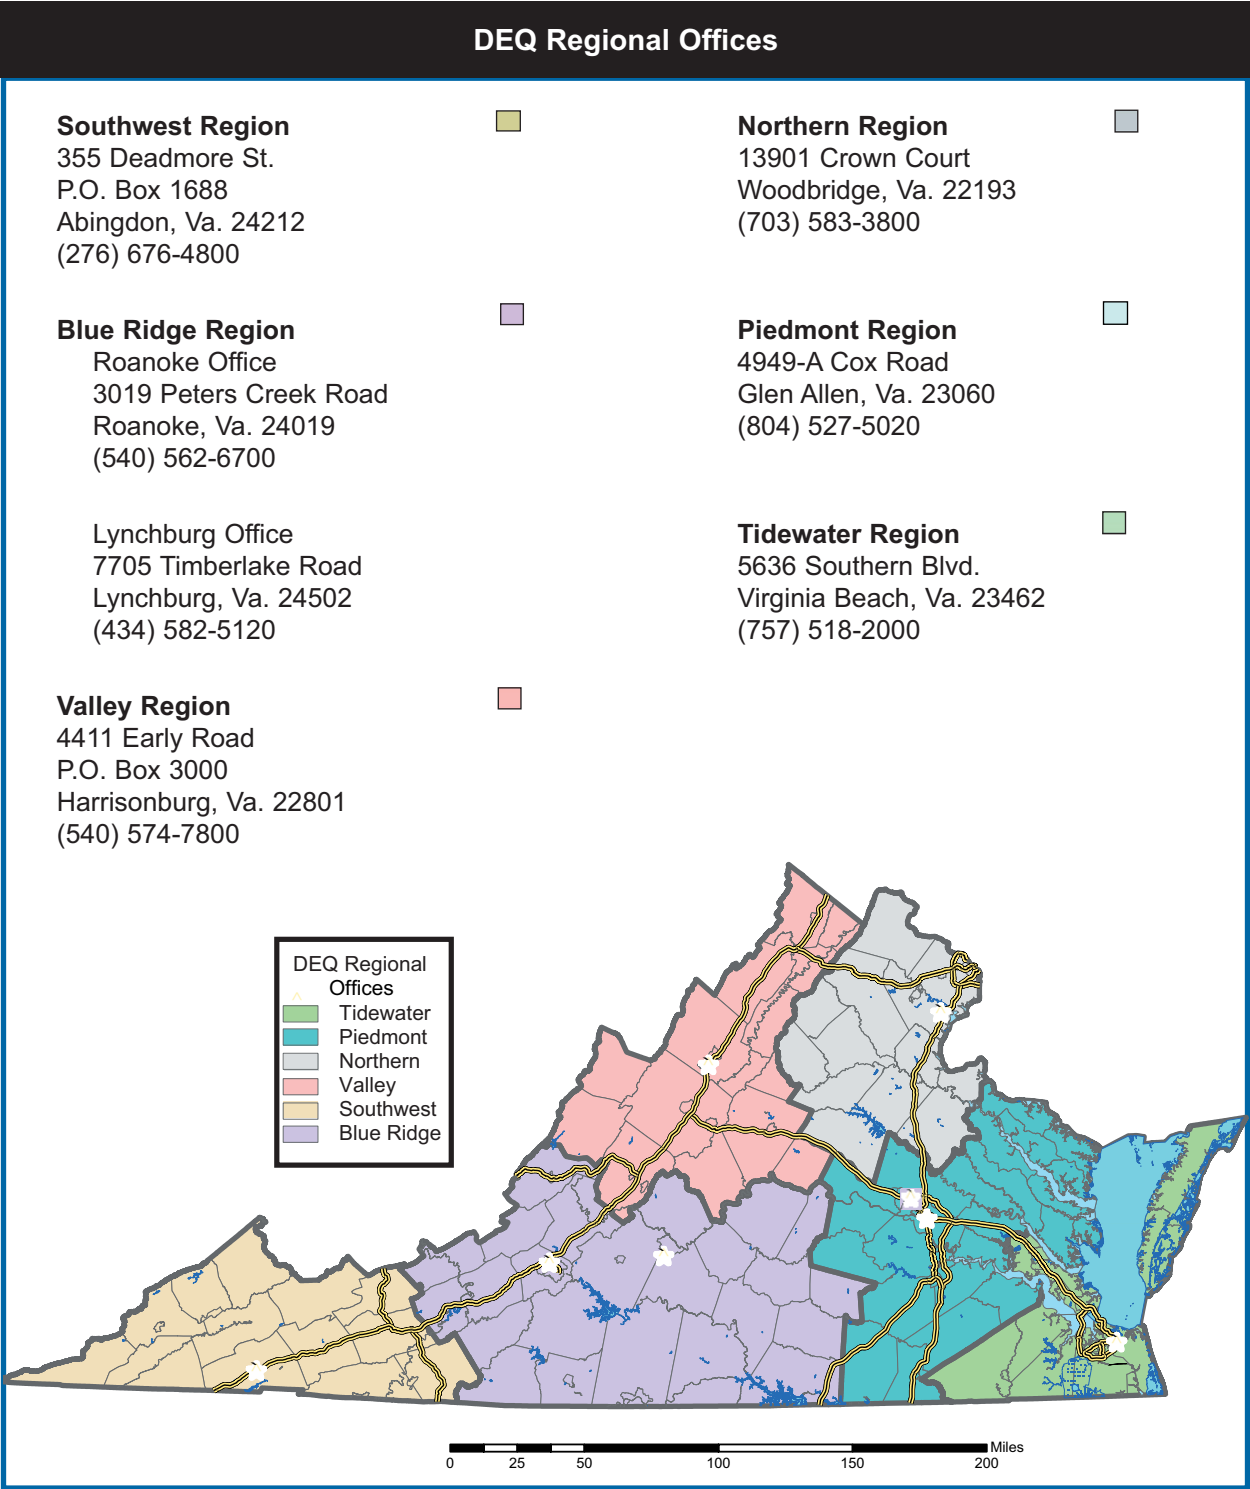 DEQ Regional Offices
Southwest Region
355 Deadmore St.
P.O. Box 1688
Abingdon, Va. 24212
(276) 676-4800
Blue Ridge Region
Roanoke Office
3019 Peters Creek Road
Roanoke, Va. 24019
(540) 562-6700
Lynchburg Office
7705 Timberlake Road
Lynchburg, Va. 24502
(434) 582-5120
Valley Region
4411 Early Road
P.O. Box 3000
Harrisonburg, Va. 22801
(540) 574-7800
Northern Region
13901 Crown Court
Woodbridge, Va. 22193
(703) 583-3800
Piedmont Region
4949-A Cox Road
Glen Allen, Va. 23060
(804) 527-5020
Tidewater Region
5636 Southern Blvd.
Virginia Beach, Va. 23462
(757) 518-2000
DEQ Regional
Offices
Tidewater
Piedmont
Northern
Valley
Southwest
Blue Ridge
Miles
0 25 50 100 150 200